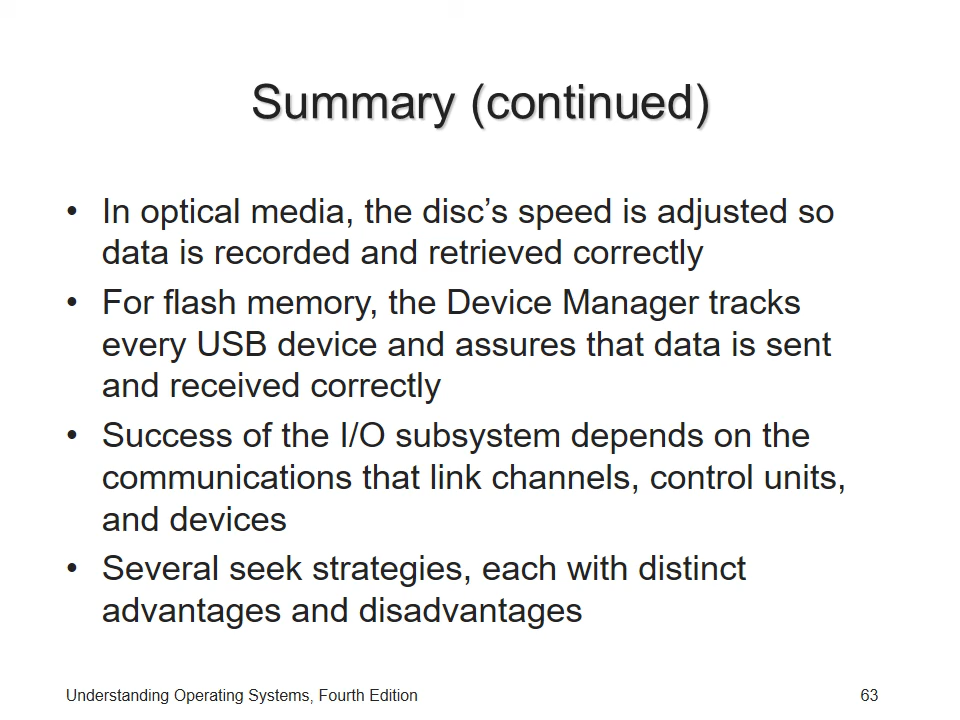 Summary (continued)
• In optical media, the disc’s speed is adjusted so
data is recorded and retrieved correctly
• For flash memory, the Device Manager tracks
every USB device and assures that data is sent
and received correctly
• Success of the I/O subsystem depends on the
communications that link channels, control units,
and devices
• Several seek strategies, each with distinct
advantages and disadvantages
Understanding Operating Systems, Fourth Edition
63